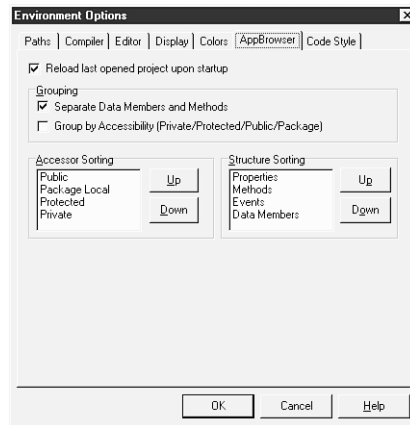 Environment Options
Paths Compiler Editor Display Colors AppBrowser Code Style
Reload last opened project upon startup
Grouping
Separate Data Members and Methods
Group by Accessibility (Private/Protected/Public/Package)
Accessor Sorting
Public
Package Local
Protected
Private
Up
Down
Structure Sorting
Properties
Methods
Events
Data Members
Up
Down
OK Cancel Help